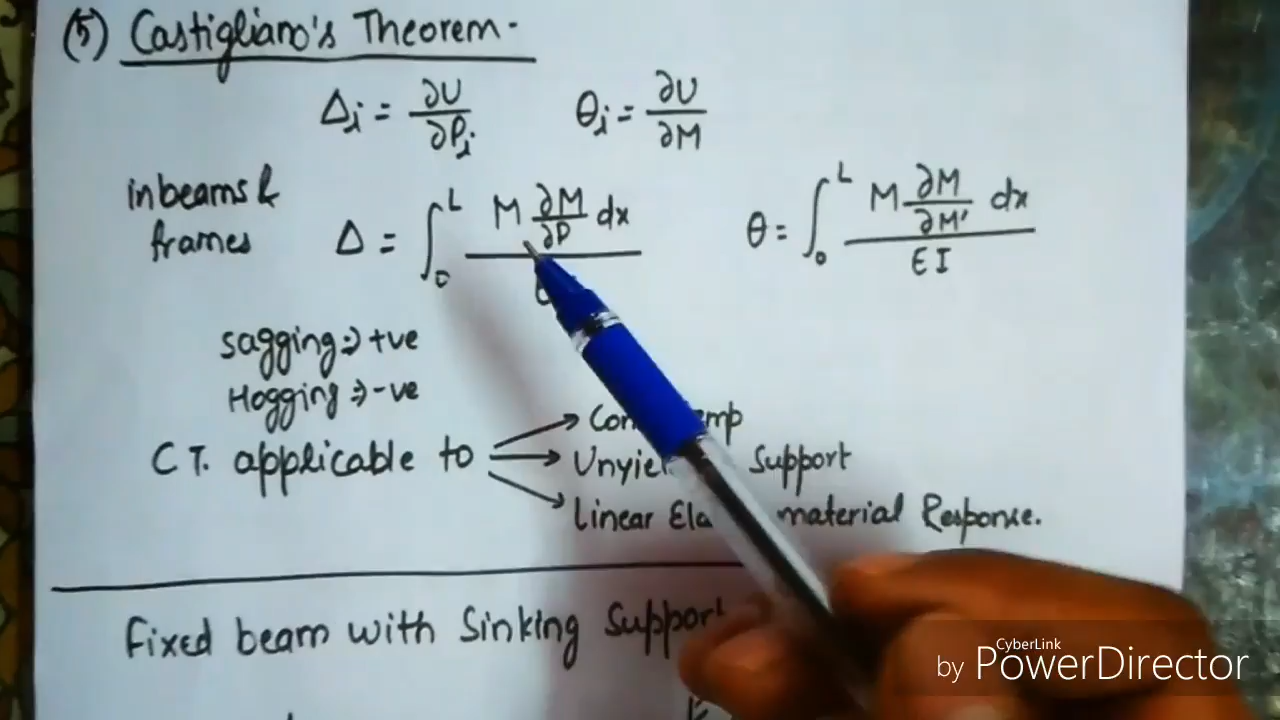 (5) Castigliano's Theorem-
Δi = ∂U/∂Pi θi = ∂U/∂M
in beams &
frames
Δ = ∫₀ᴸ M ∂M/∂P dx θ = ∫₀ᴸ M ∂M/∂M' dx / EI
sagging ⇒ +ve
Hogging ⇒ -ve
C.T. applicable to
Support
Linear material Response.
Fixed beam with Sinking Support
CyberLink
by PowerDirector